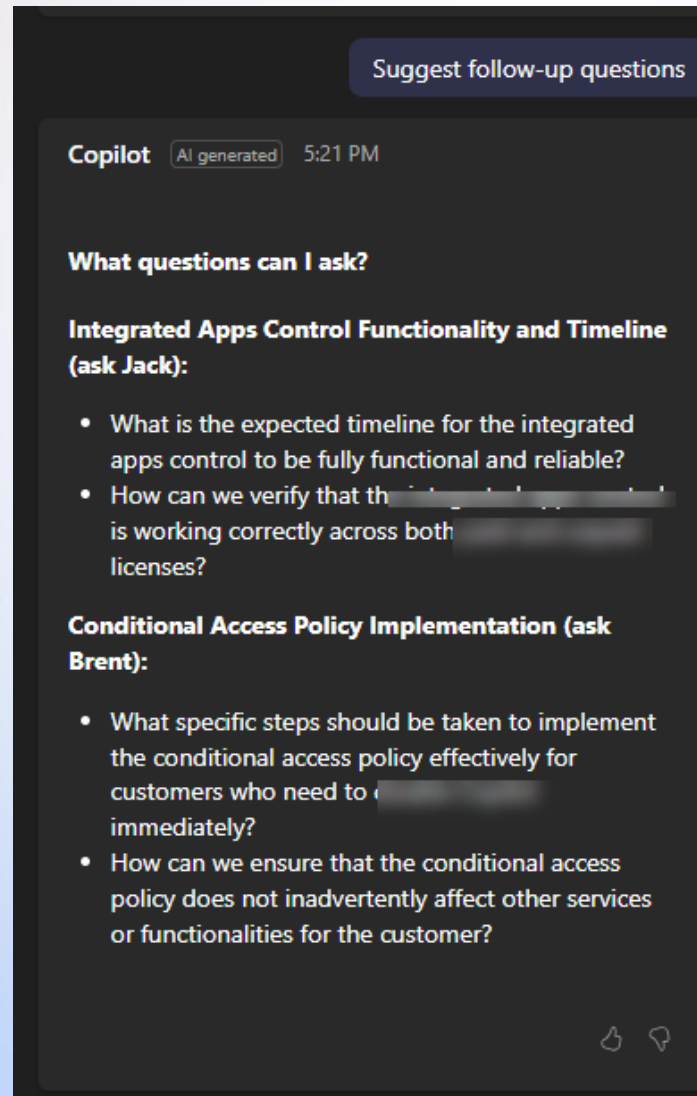 Suggest follow-up questions
Copilot AI generated 5:21 PM
What questions can I ask?
Integrated Apps Control Functionality and Timeline
(ask Jack):
• What is the expected timeline for the integrated
apps control to be fully functional and reliable?
• How can we verify that
is working correctly across both
licenses?
Conditional Access Policy Implementation (ask
Brent):
• What specific steps should be taken to implement
the conditional access policy effectively for
customers who need to
immediately?
• How can we ensure that the conditional access
policy does not inadvertently affect other services
or functionalities for the customer?